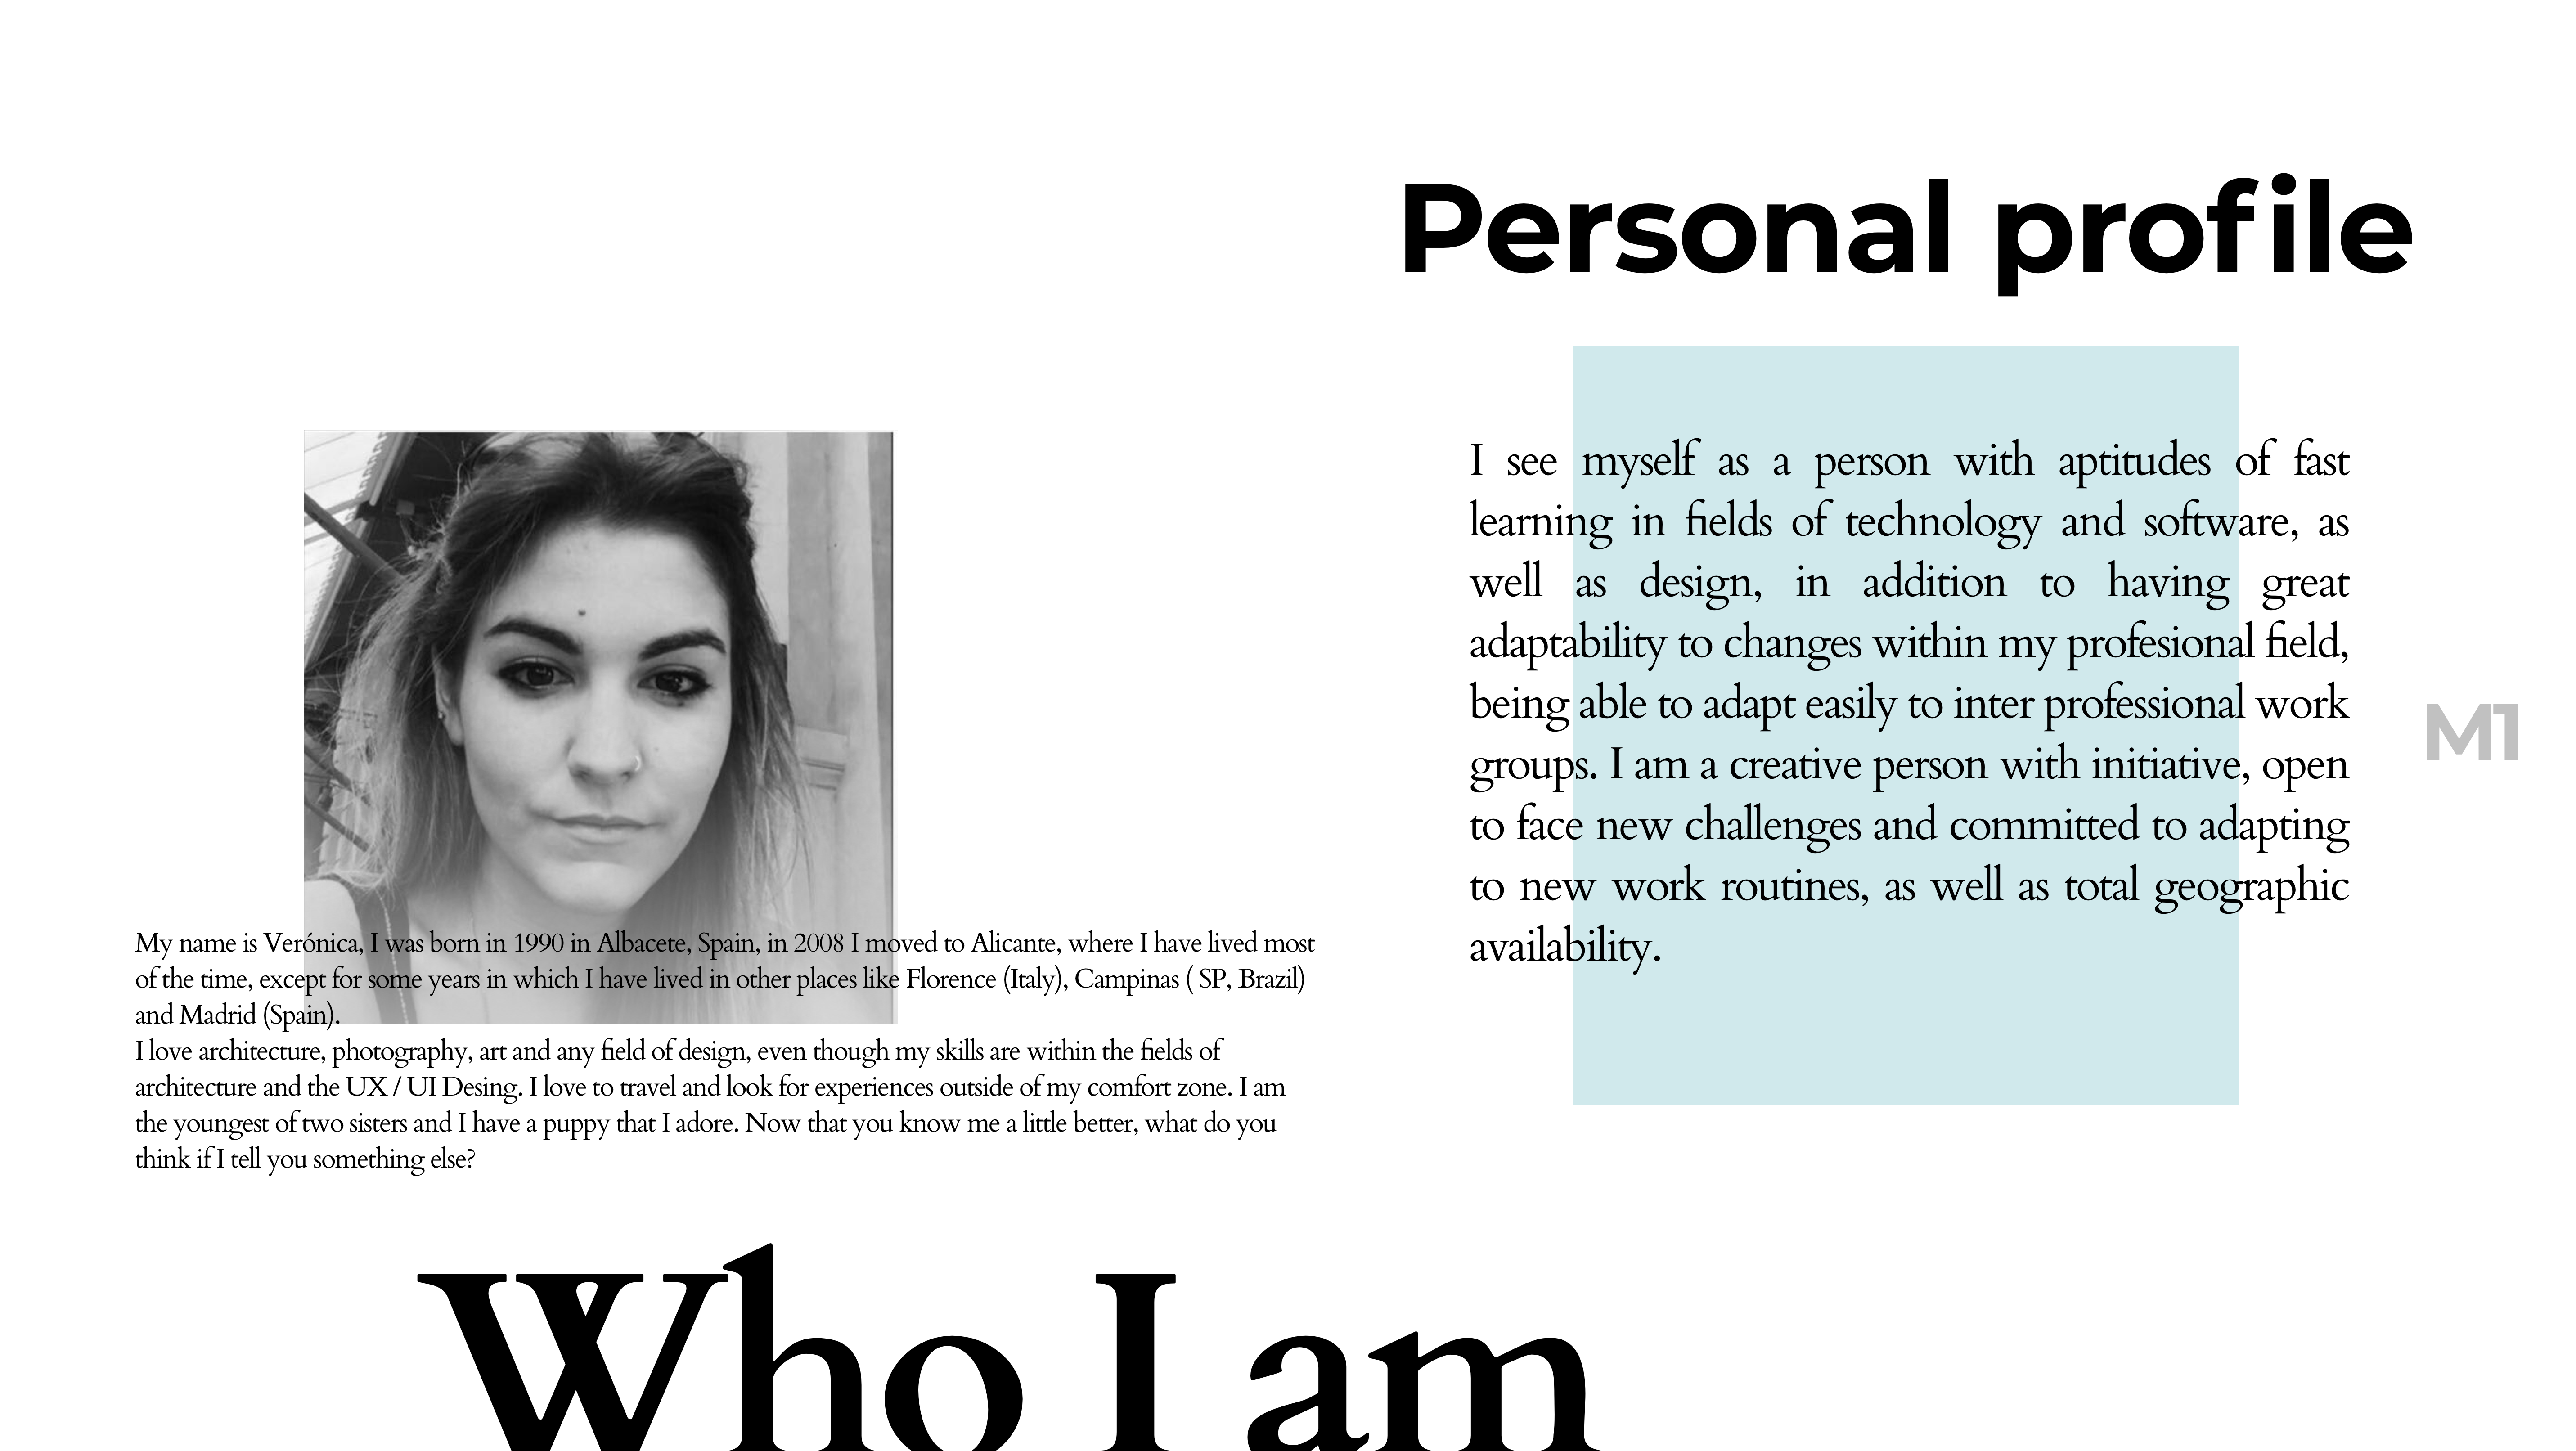 Personal profile
I see myself as a person with aptitudes of fast
learning in fields of technology and software, as
well as design, in addition to having great
adaptability to changes within my profesional field,
being able to adapt easily to inter professional work
groups. I am a creative person with initiative, open
to face new challenges and committed to adapting
to new work routines, as well as total geographic
availability.
M1
My name is Verónica, I was born in 1990 in Albacete, Spain, in 2008 I moved to Alicante, where I have lived most
of the time, except for some years in which I have lived in other places like Florence (Italy), Campinas ( SP, Brazil)
and Madrid (Spain).
I love architecture, photography, art and any field of design, even though my skills are within the fields of
architecture and the UX / UI Desing. I love to travel and look for experiences outside of my comfort zone. I am
the youngest of two sisters and I have a puppy that I adore. Now that you know me a little better, what do you
think if I tell you something else?
Who I am